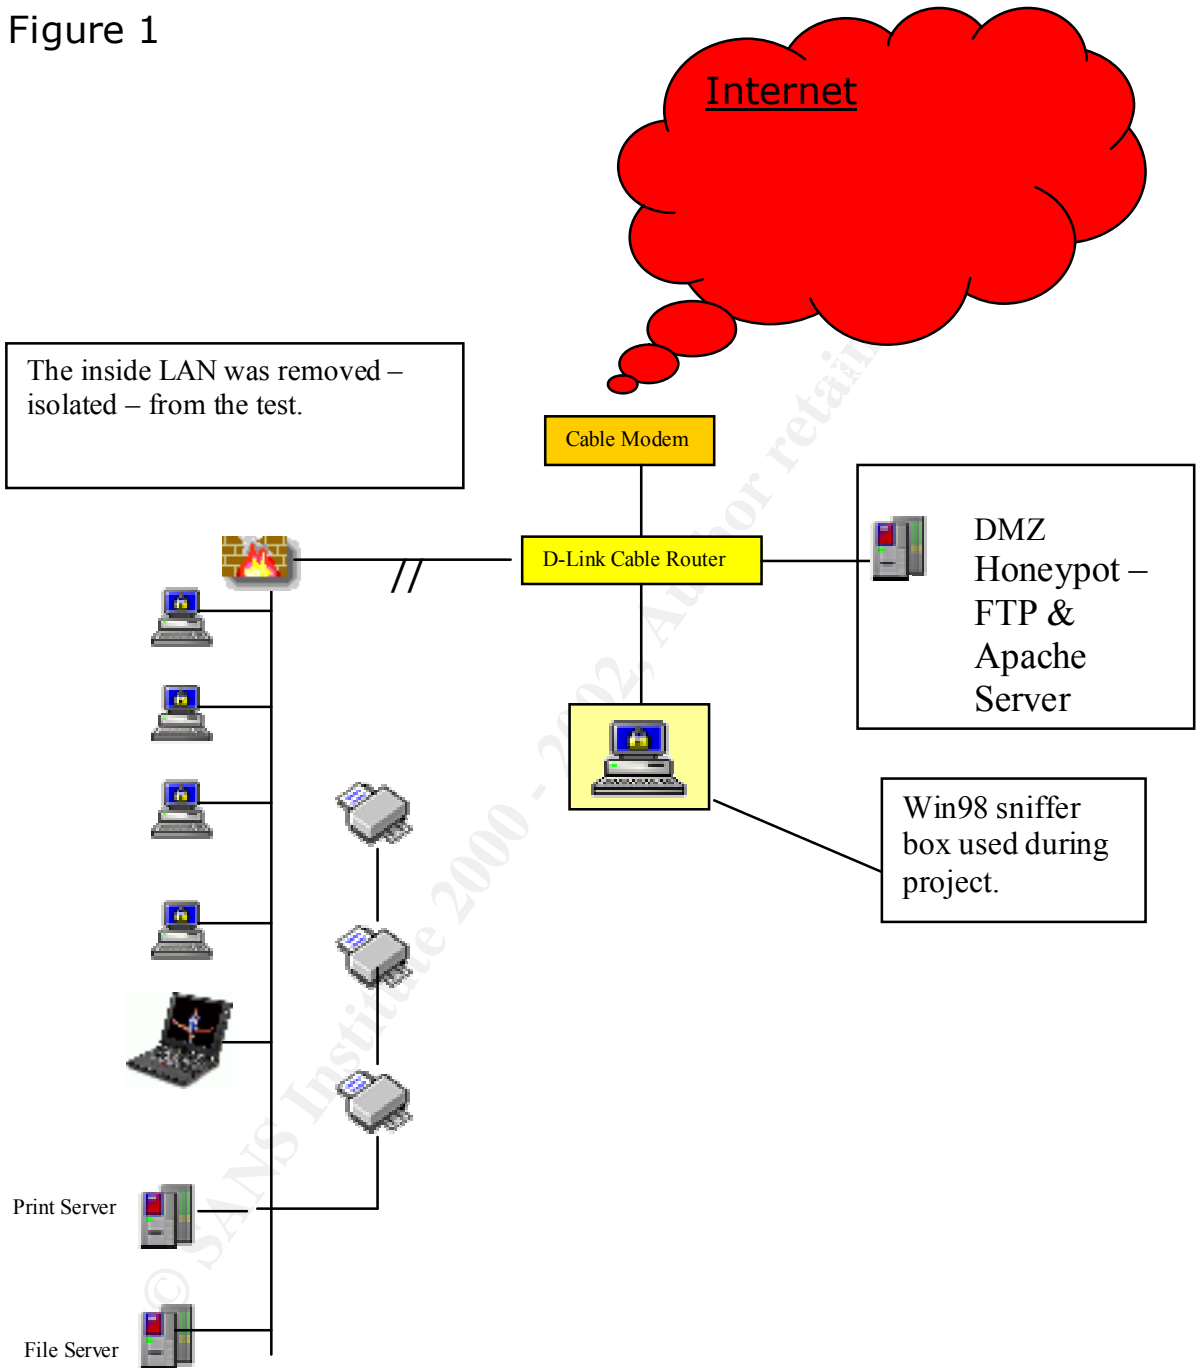 Figure 1
Internet
The inside LAN was removed –
isolated – from the test.
Cable Modem
D-Link Cable Router
DMZ
Honeypot –
FTP &
Apache
Server
Win98 sniffer
box used during
project.
Print Server
File Server
© SANS Institute 2000 - 2002, Author retain